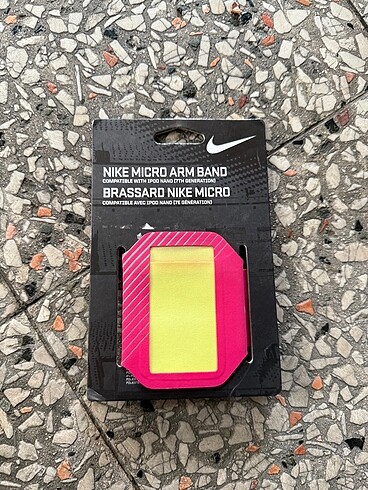 NIKE MICRO ARM BAND
COMPATIBLE WITH IPOD NANO (7TH GENERATION)
BRASSARD NIKE MICRO
COMPATIBLE AVEC IPOD NANO (7E GÉNÉRATION)